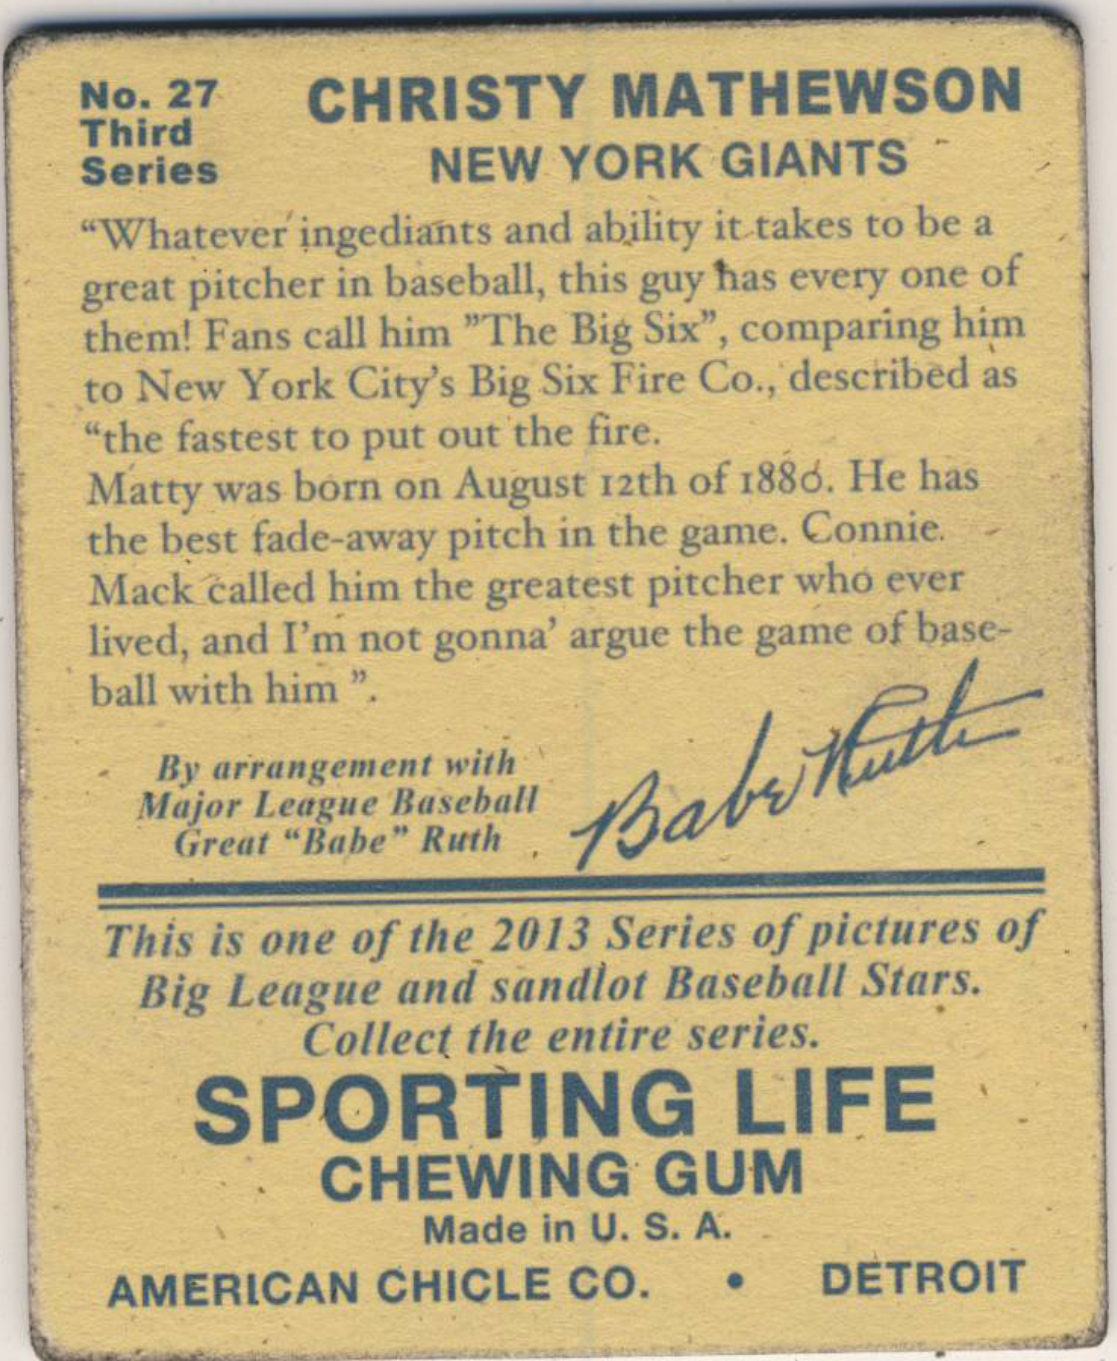 No. 27
Third
Series
CHRISTY MATHEWSON
NEW YORK GIANTS
“Whatever ingediants and ability it takes to be a
great pitcher in baseball, this guy has every one of
them! Fans call him ”The Big Six”, comparing him
to New York City’s Big Six Fire Co., described as
“the fastest to put out the fire.
Matty was born on August 12th of 1880. He has
the best fade-away pitch in the game. Connie
Mack called him the greatest pitcher who ever
lived, and I’m not gonna’ argue the game of base-
ball with him ”.
By arrangement with
Major League Baseball
Great “Babe” Ruth
Babe Ruth
This is one of the 2013 Series of pictures of
Big League and sandlot Baseball Stars.
Collect the entire series.
SPORTING LIFE
CHEWING GUM
Made in U. S. A.
AMERICAN CHICLE CO. • DETROIT